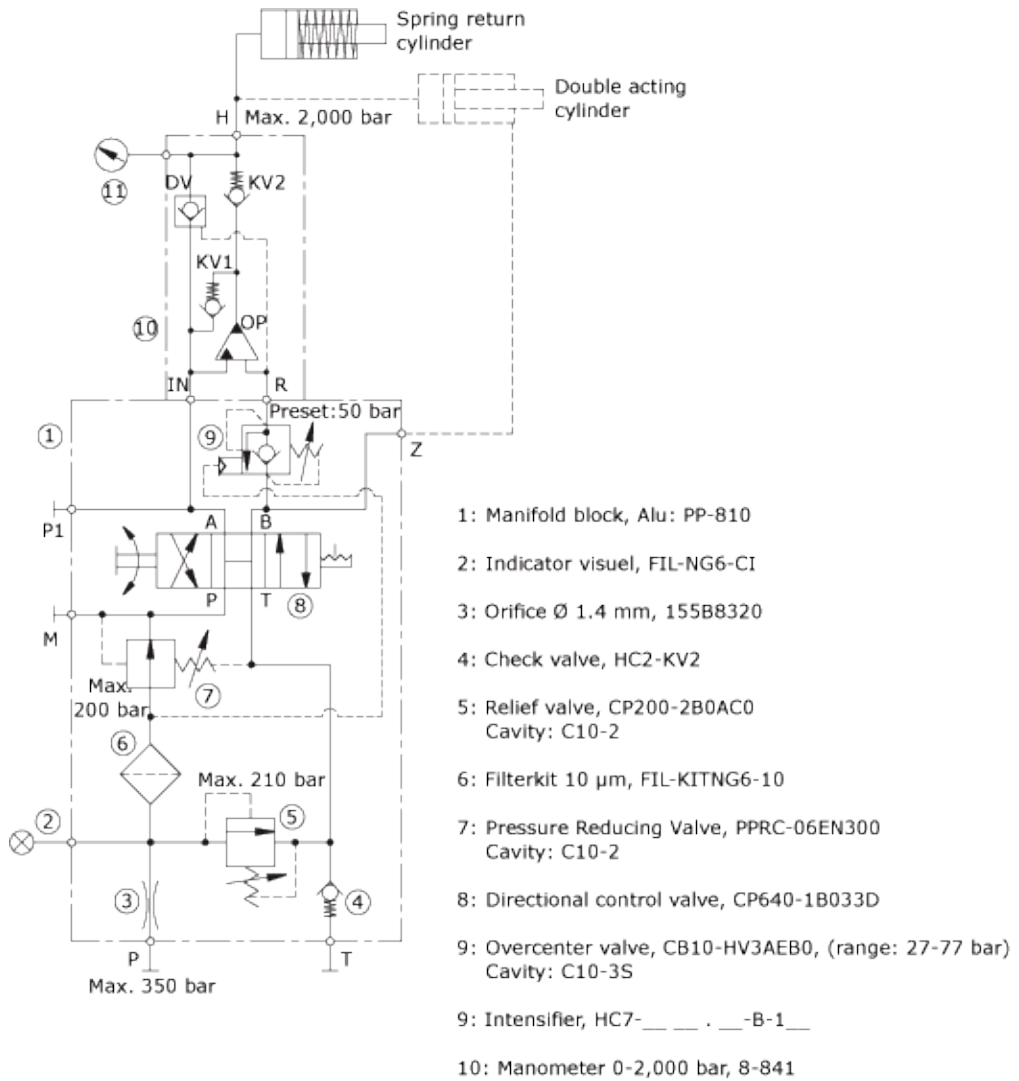 Spring return
cylinder
Double acting
cylinder
H
Max. 2,000 bar
11
DV
KV2
KV1
10
OP
IN
R
Preset:50 bar
1
9
Z
P1
A
B
P
T
8
M
Max.
200 bar
7
6
Max. 210 bar
2
5
3
4
P
T
Max. 350 bar
1: Manifold block, Alu: PP-810
2: Indicator visuel, FIL-NG6-CI
3: Orifice Ø 1.4 mm, 155B8320
4: Check valve, HC2-KV2
5: Relief valve, CP200-2B0AC0
Cavity: C10-2
6: Filterkit 10 µm, FIL-KITNG6-10
7: Pressure Reducing Valve, PPRC-06EN300
Cavity: C10-2
8: Directional control valve, CP640-1B033D
9: Overcenter valve, CB10-HV3AEB0, (range: 27-77 bar)
Cavity: C10-3S
9: Intensifier, HC7-__ __ . __-B-1__
10: Manometer 0-2,000 bar, 8-841